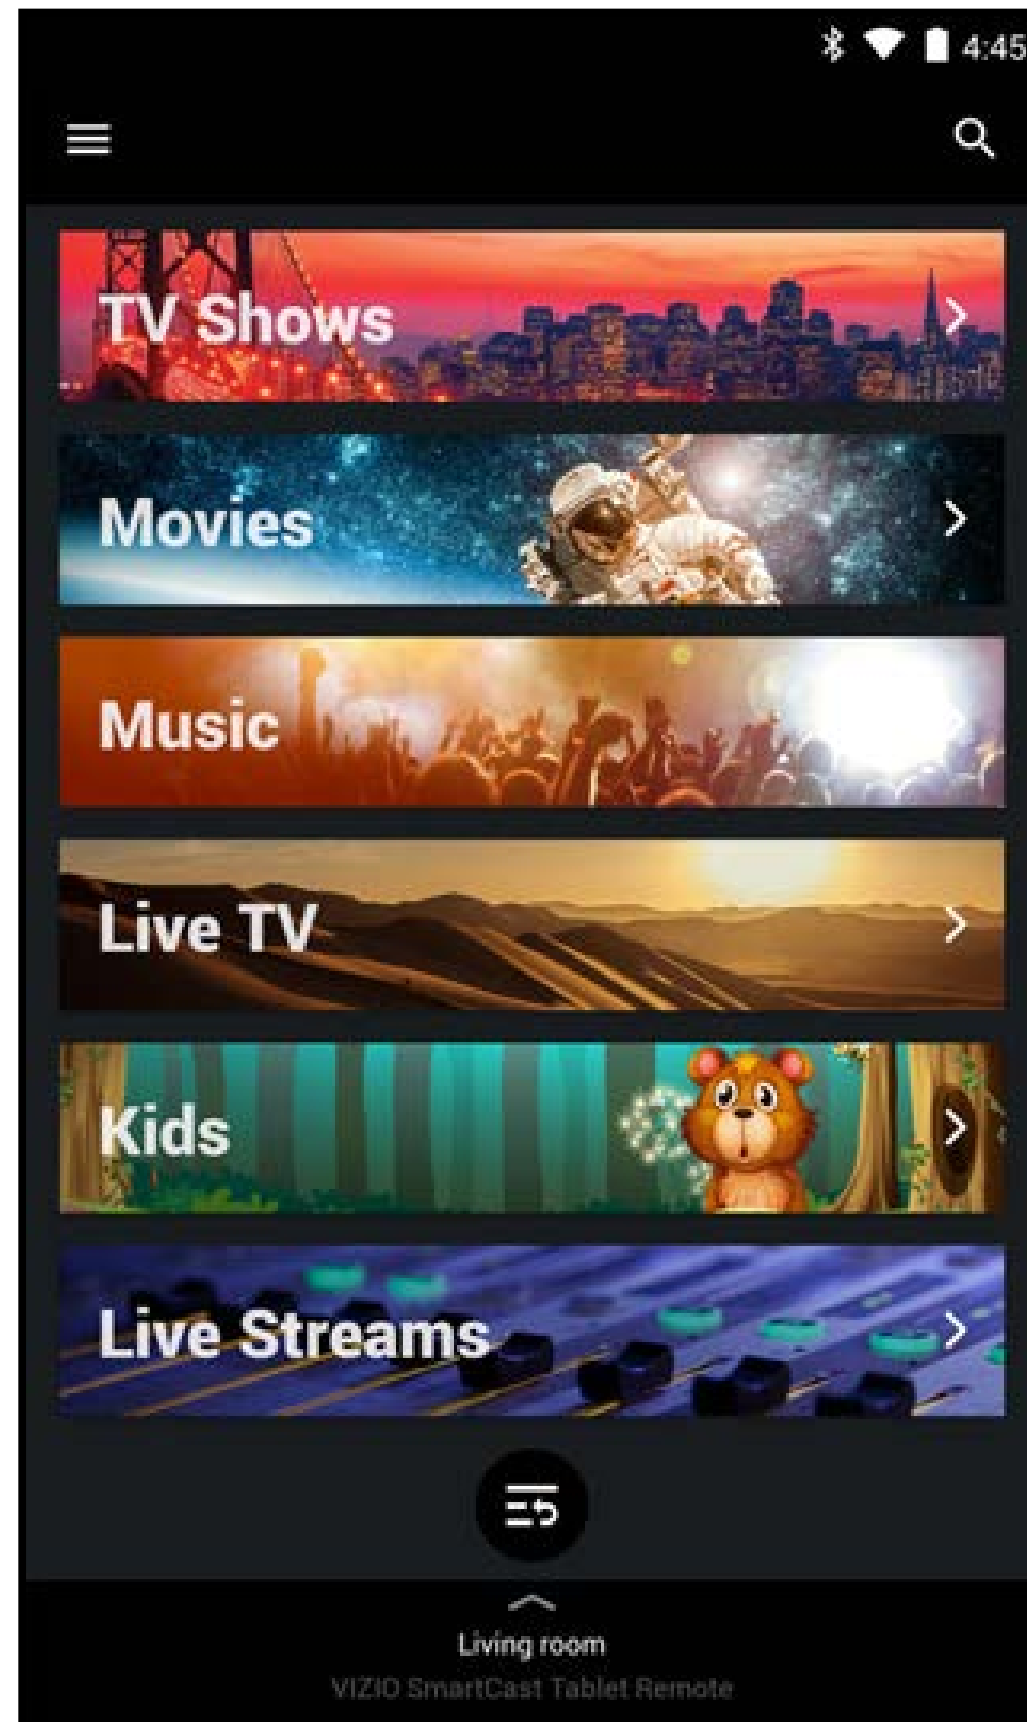 4:45
TV Shows
Movies
Music
Live TV
Kids
Live Streams
Living room
VIZIO SmartCast Tablet Remote